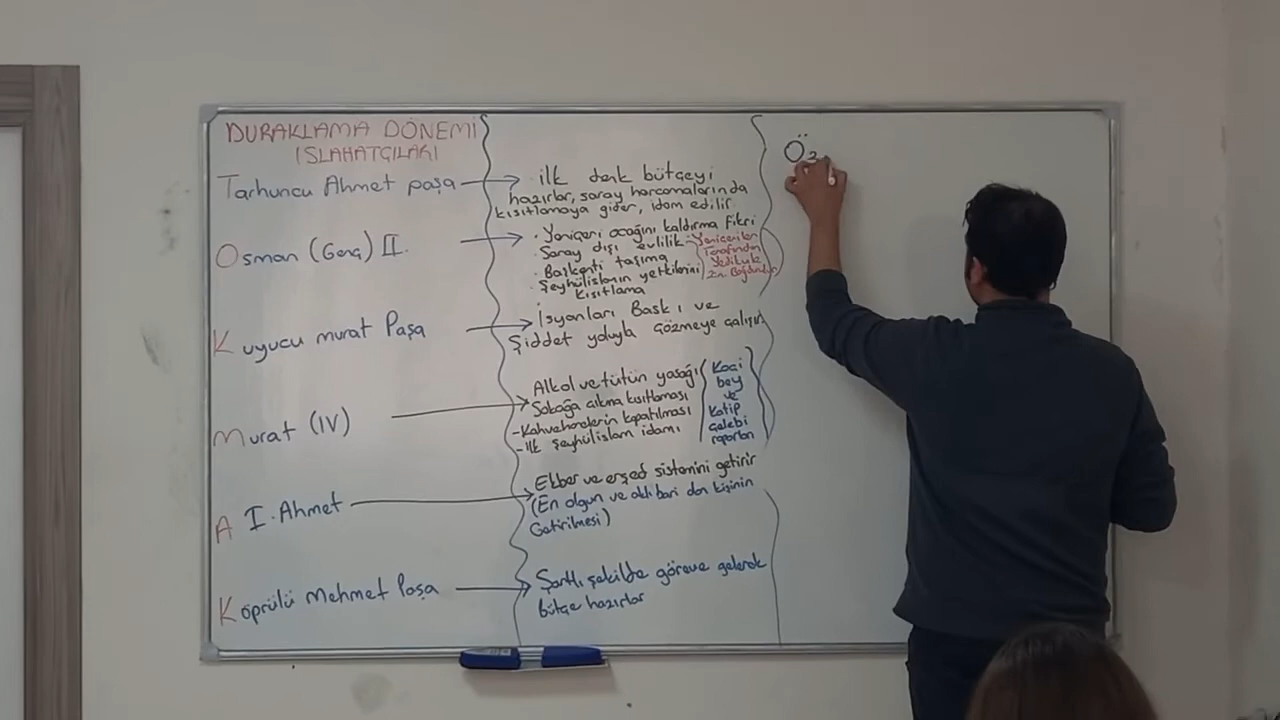 DURAKLAMA DÖNEMİ
ISLAHATÇILARI
Tarhuncu Ahmet paşa
ilk denk bütçeyi
hazırlar, saray harcamalarında
kısıtlamaya gider, idam edilir
Osman (Genç) II.
· Yeniçeri ocağını kaldırma fikri
· Saray dışı evlilik
· Başkenti taşıma
· Şeyhülislamın yetkilerini
kısıtlama
Yeniçeriler
Tarafından
Yedikule
Kuyucu murat Paşa
İsyanları Baskı ve
Şiddet yoluyla çözmeye çalışır
Murat (IV)
Alkol ve tütün yasağı
Sokağa çıkma kısıtlaması
-Kahvehanelerin kapatılması
-ilk şeyhülislam idamı
Koçi
bey
ve
Katip
çelebi
raporları
A I. Ahmet
Ekber ve erşed sistemini getirir
(En olgun ve aklı olan kişinin
Getirilmesi)
Köprülü Mehmet Paşa
Şartlı şekilde göreve gelerek
bütçe hazırlar
Öz